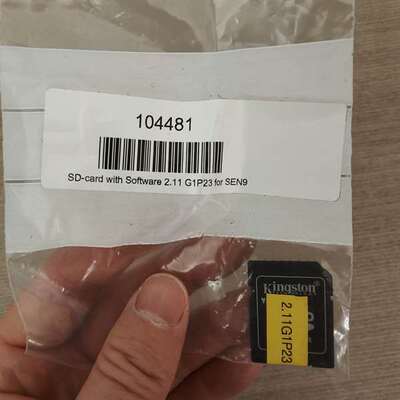 104481
SD-card with Software 2.11 G1P23 for SEN9
Kingston
2.11G1P23